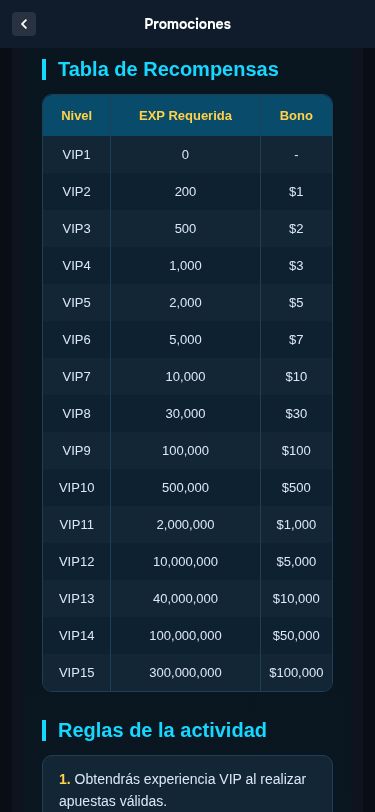 Promociones
Tabla de Recompensas
Nivel EXP Requerida Bono
VIP1 0 -
VIP2 200 $1
VIP3 500 $2
VIP4 1,000 $3
VIP5 2,000 $5
VIP6 5,000 $7
VIP7 10,000 $10
VIP8 30,000 $30
VIP9 100,000 $100
VIP10 500,000 $500
VIP11 2,000,000 $1,000
VIP12 10,000,000 $5,000
VIP13 40,000,000 $10,000
VIP14 100,000,000 $50,000
VIP15 300,000,000 $100,000
Reglas de la actividad
1. Obtendrás experiencia VIP al realizar
apuestas válidas.